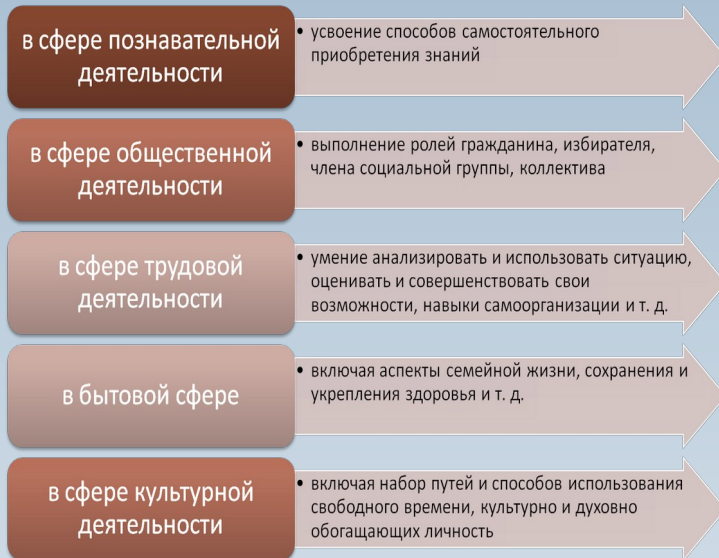 в сфере познавательной
деятельности
• усвоение способов самостоятельного
приобретения знаний
в сфере общественной
деятельности
• выполнение ролей гражданина, избирателя,
члена социальной группы, коллектива
в сфере трудовой
деятельности
• умение анализировать и использовать ситуацию,
оценивать и совершенствовать свои
возможности, навыки самоорганизации и т. д.
в бытовой сфере
• включая аспекты семейной жизни, сохранения и
укрепления здоровья и т. д.
в сфере культурной
деятельности
• включая набор путей и способов использования
свободного времени, культурно и духовно
обогащающих личность